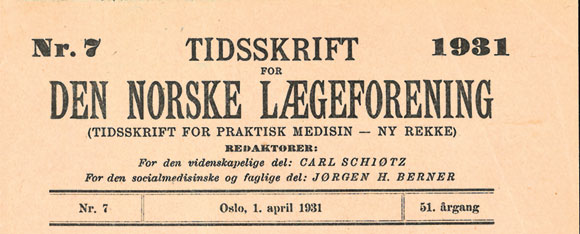 Nr. 7 TIDSSKRIFT 1931
FOR
DEN NORSKE LÆGEFORENING
(TIDSSKRIFT FOR PRAKTISK MEDISIN — NY REKKE)
REDAKTØRER:
For den videnskapelige del: CARL SCHIØTZ
For den socialmedisinske og faglige del: JØRGEN H. BERNER
Nr. 7 Oslo, 1. april 1931 51. årgang